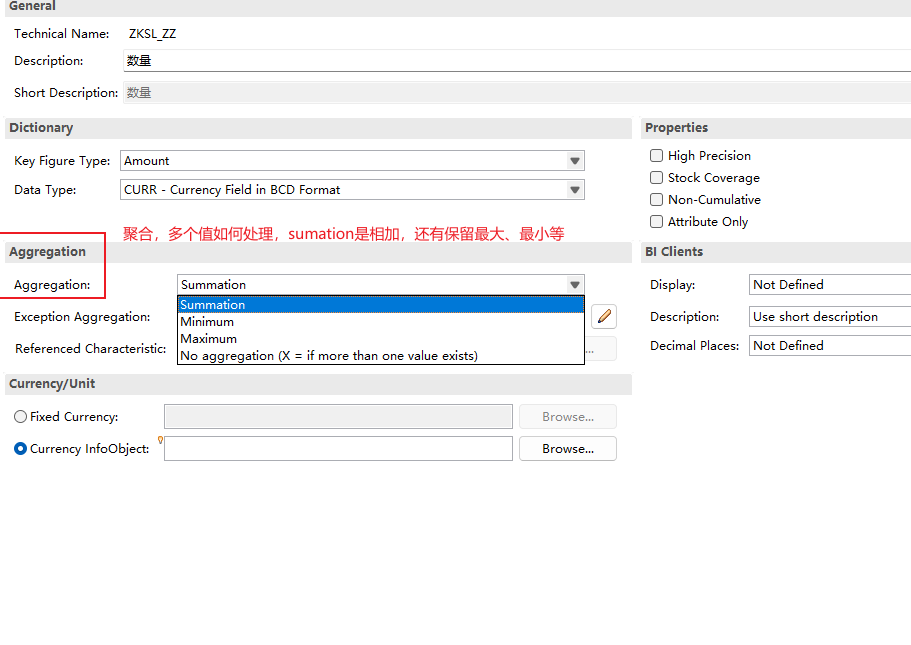 General
Technical Name: ZKSL_ZZ
Description: 数量
Short Description: 数量
Dictionary
Key Figure Type: Amount
Data Type: CURR - Currency Field in BCD Format
Properties
High Precision
Stock Coverage
Non-Cumulative
Attribute Only
聚合，多个值如何处理，sumation是相加，还有保留最大、最小等
Aggregation
Aggregation: Summation
Summation
Minimum
Maximum
No aggregation (X = if more than one value exists)
Exception Aggregation:
Referenced Characteristic: ...
BI Clients
Display: Not Defined
Description: Use short description
Decimal Places: Not Defined
Currency/Unit
Fixed Currency: Browse...
Currency InfoObject: Browse...